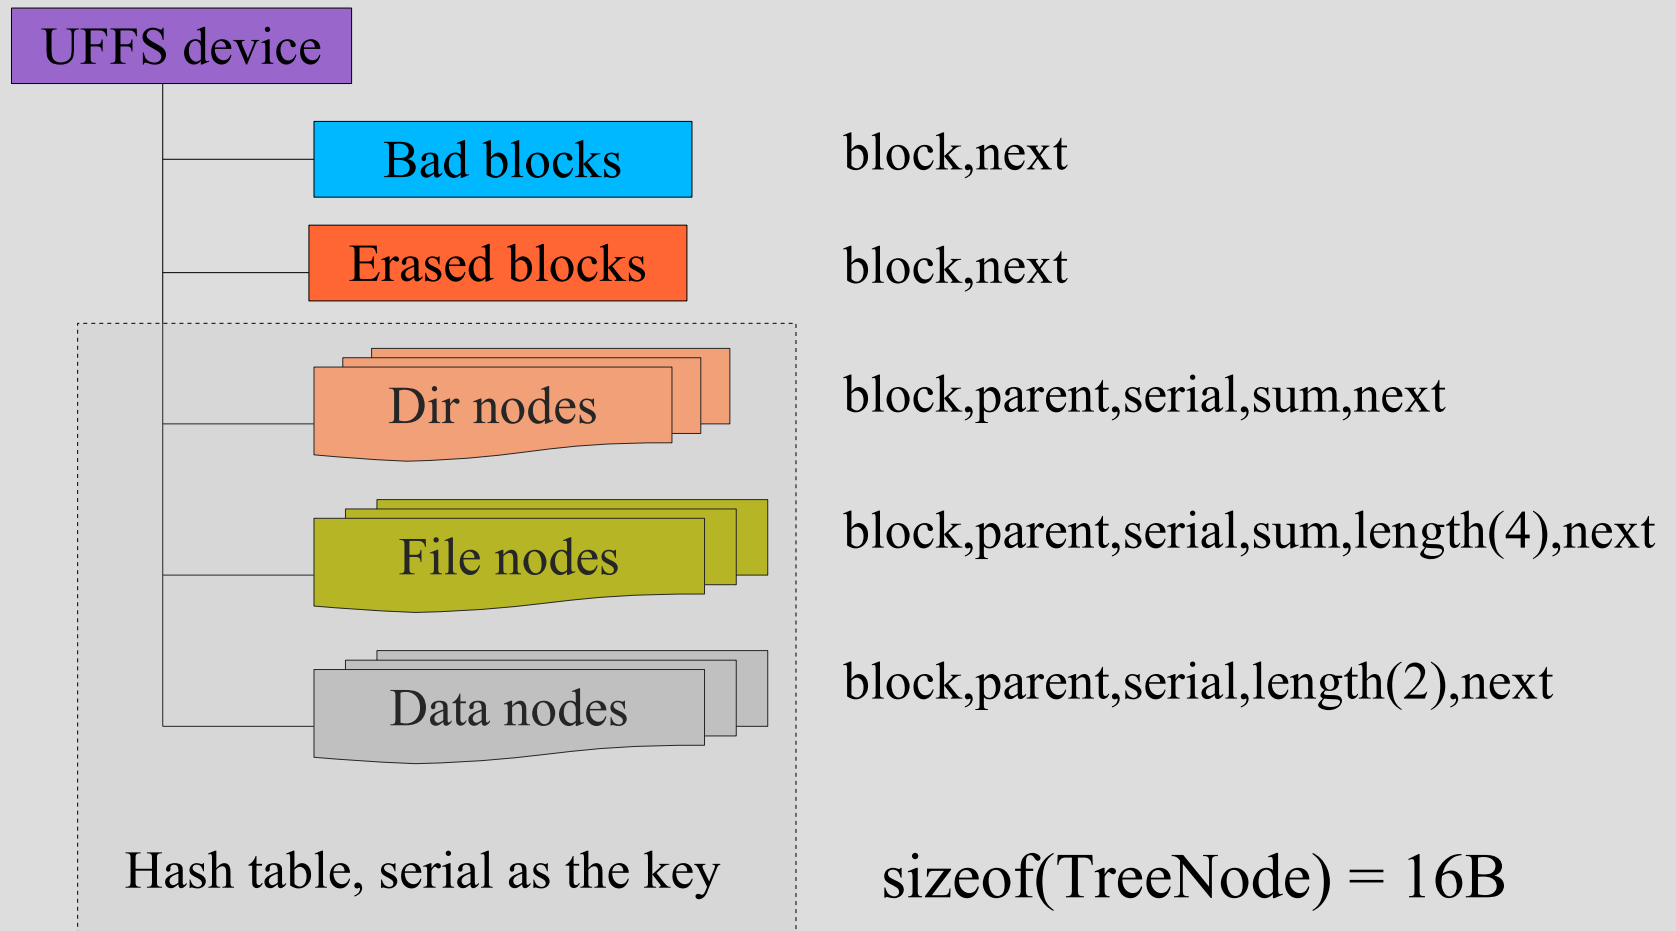 UFFS device
Bad blocks
block,next
Erased blocks
block,next
Dir nodes
block,parent,serial,sum,next
File nodes
block,parent,serial,sum,length(4),next
Data nodes
block,parent,serial,length(2),next
Hash table, serial as the key
sizeof(TreeNode) = 16B